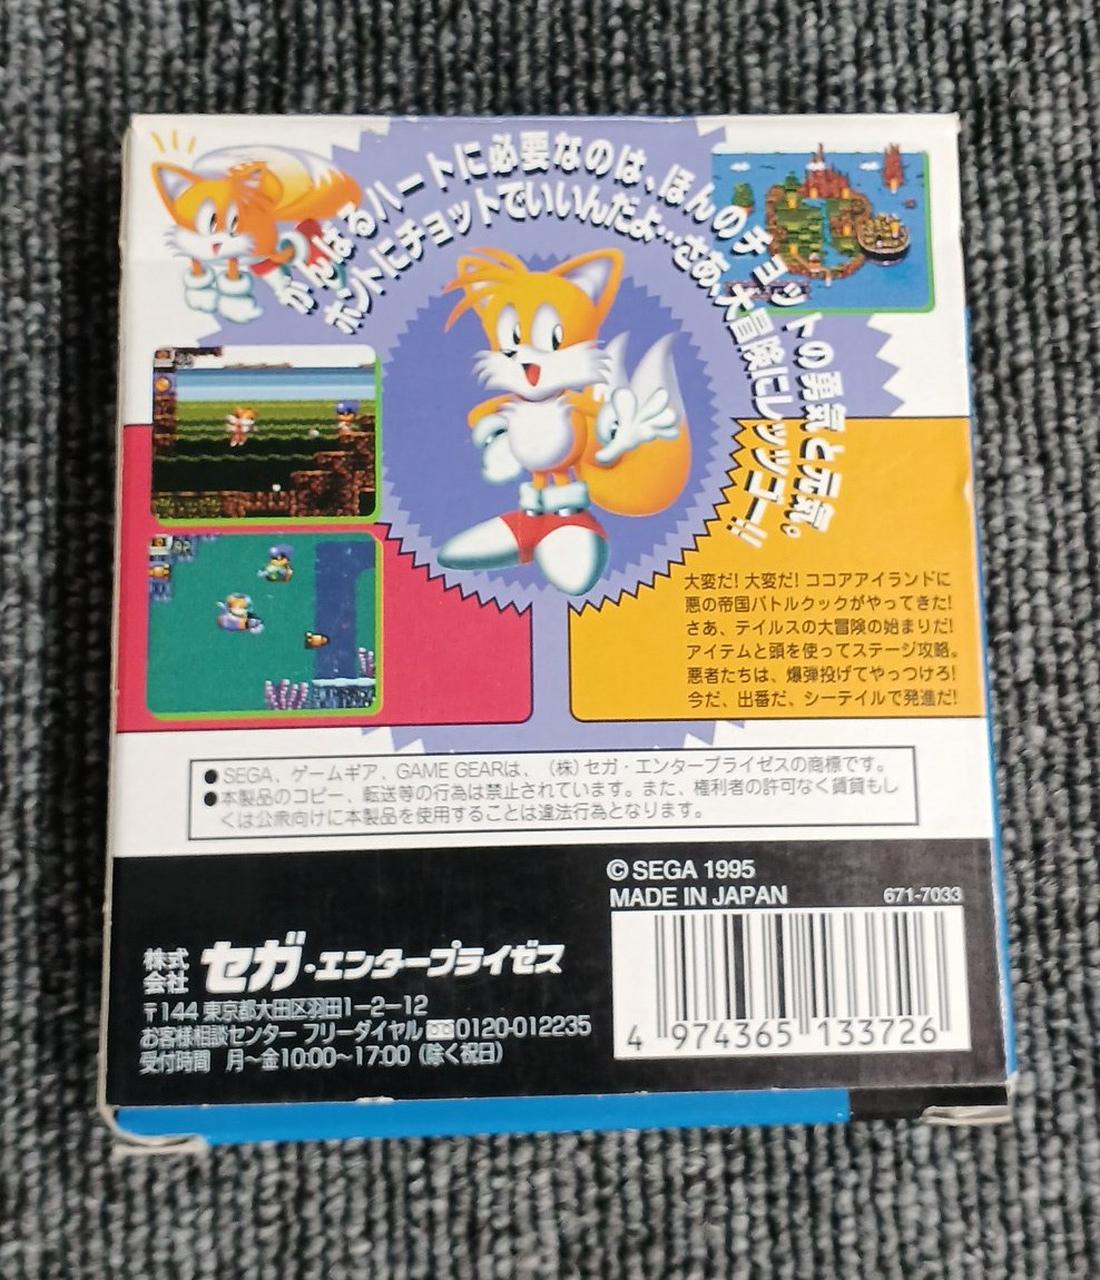 がんばるハートに必要なのは、ほんのチョットの勇気と元気。
ホントにチョットでいいんだよ…さあ、大冒険にレッツゴー!!
大変だ! 大変だ! ココアアイランドに
悪の帝国バトルクックがやってきた!
さあ、テイルスの大冒険の始まりだ!
アイテムと頭を使ってステージ攻略。
悪者たちは、爆弾投げてやっつけろ!
今だ、出番だ、シーテイルで発進だ!
●SEGA、ゲームギア、GAME GEARは、(株)セガ・エンタープライゼスの商標です。
●本製品のコピー、転送等の行為は禁止されています。また、権利者の許可なく賃貸もし
くは公衆向けに本製品を使用することは違法行為となります。
© SEGA 1995
MADE IN JAPAN 671-7033
株式会社 セガ・エンタープライゼス
〒144 東京都大田区羽田1-2-12
お客様相談センター フリーダイヤル 0120-012235
受付時間 月〜金10:00〜17:00 (除く祝日)
4 974365 133726